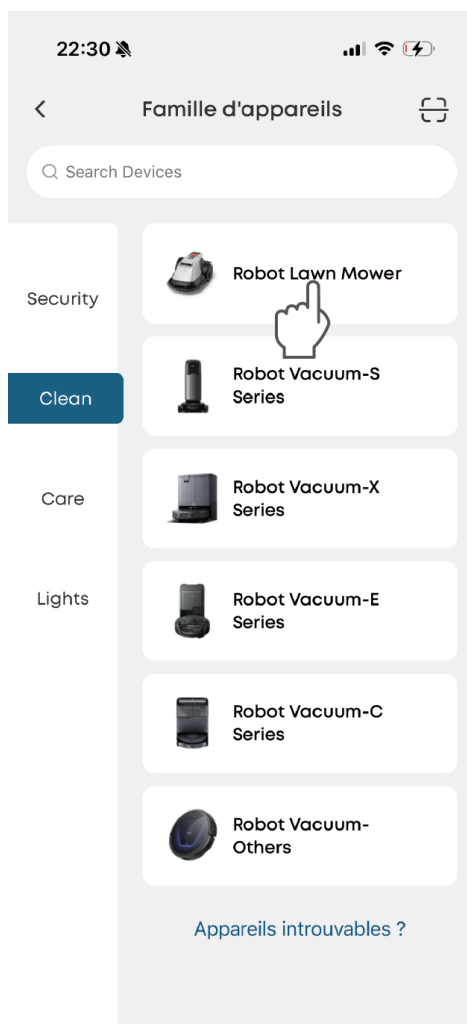 22:30
Famille d'appareils
Search Devices
Security
Clean
Care
Lights
Robot Lawn Mower
Robot Vacuum-S
Series
Robot Vacuum-X
Series
Robot Vacuum-E
Series
Robot Vacuum-C
Series
Robot Vacuum-
Others
Appareils introuvables ?